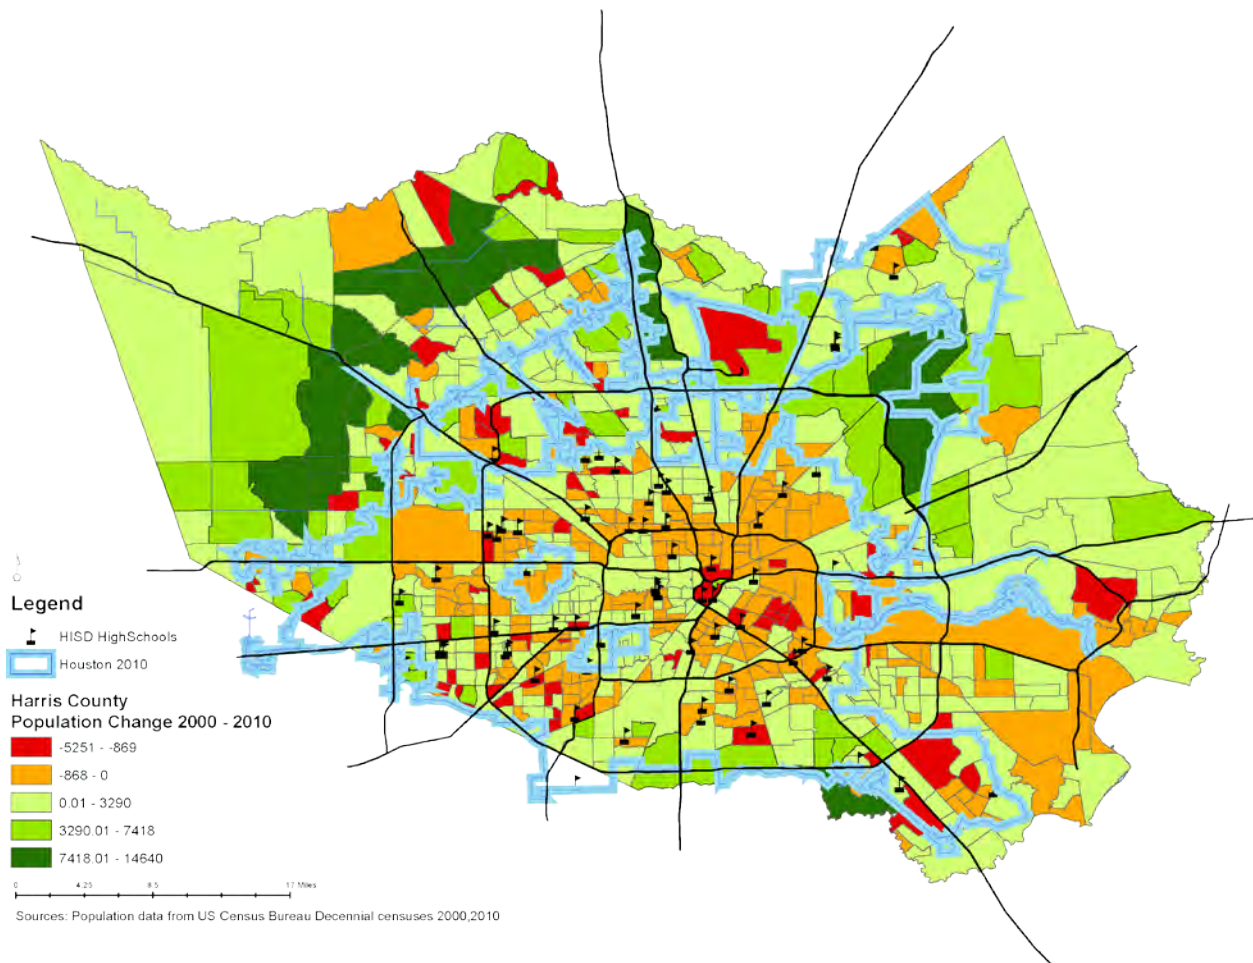 Legend
HISD HighSchools
Houston 2010
Harris County
Population Change 2000 - 2010
-5251 - -869
-868 - 0
0.01 - 3290
3290.01 - 7418
7418.01 - 14640
0 4.25 8.5 17 Miles
Sources: Population data from US Census Bureau Decennial censuses 2000,2010